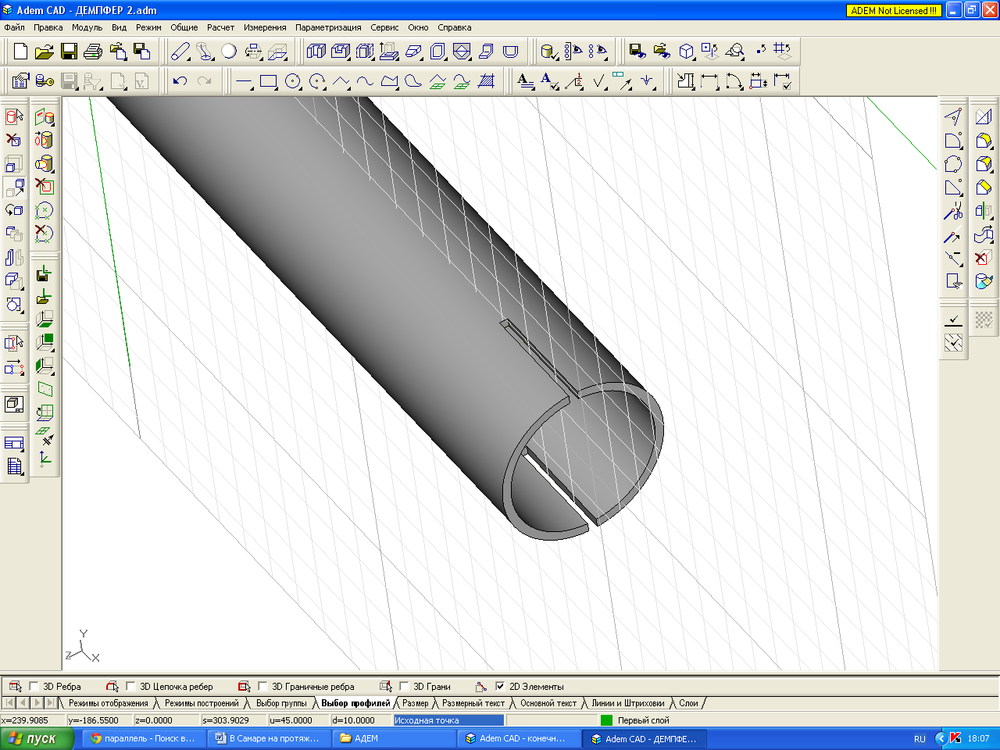 Adem CAD - ДЕМПФЕР 2.adm
ADEM Not Licensed !!!
Файл Правка Модуль Вид Режим Общие Расчет Измерения Параметризация Сервис Окно Справка
Y
Z X
3D Ребра 3D Цепочка ребер 3D Граничные ребра 3D Грани 2D Элементы
Режимы отображения Режимы построений Выбор группы Выбор профилей Размер Размерный текст Основной текст Линии и Штриховки Слои
x=239.9085 y=-186.5500 z=0.0000 s=303.9029 u=45.0000 d=10.0000 Исходная точка Первый слой
пуск параллель - Поиск в... В Самаре на протяж... АДЕМ Adem CAD - конечн... Adem CAD - ДЕМПФЕ... RU 18:07